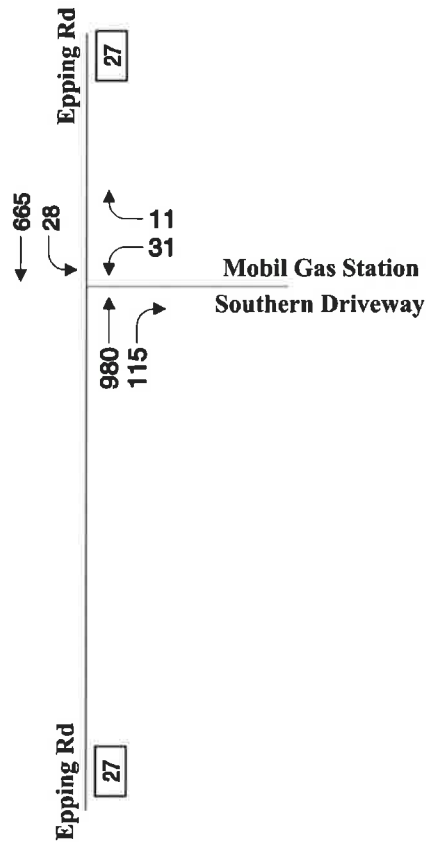 Epping Rd
27
665
28
11
31
Mobil Gas Station
Southern Driveway
980
115
Epping Rd
27